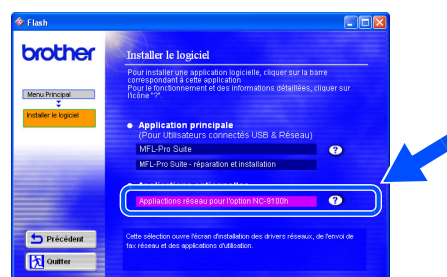 Flash
brother
Installer le logiciel
Pour installer une application logicielle, cliquer sur la barre
correspondant à cette application
Pour le fonctionnement et des informations détaillées, cliquer sur
l'icône "?".
Menu Principal
Installer le logiciel
Application principale
(Pour Utilisateurs connectés USB & Réseau)
MFL-Pro Suite
?
MFL-Pro Suite - réparation et installation
Applications optionnelles
Appliactions réseau pour l'option NC-9100h
?
Cette sélection ouvre l'écran d'installation des drivers réseaux, de l'envoi de
fax réseau et des applications d'utilisation.
Précédent
Quitter